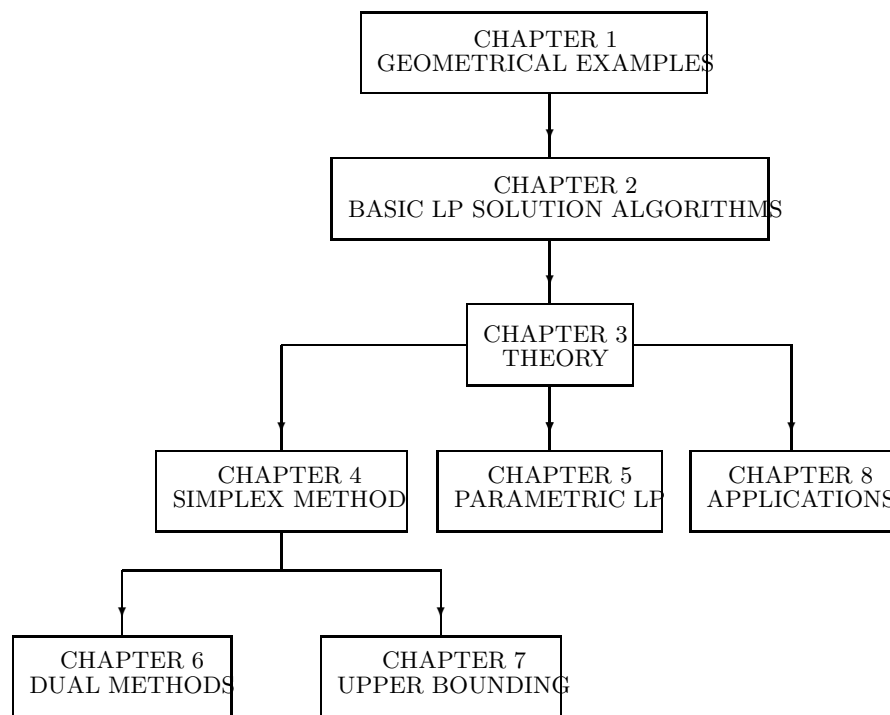 CHAPTER 1
GEOMETRICAL EXAMPLES
CHAPTER 2
BASIC LP SOLUTION ALGORITHMS
CHAPTER 3
THEORY
CHAPTER 4
SIMPLEX METHOD
CHAPTER 5
PARAMETRIC LP
CHAPTER 8
APPLICATIONS
CHAPTER 6
DUAL METHODS
CHAPTER 7
UPPER BOUNDING